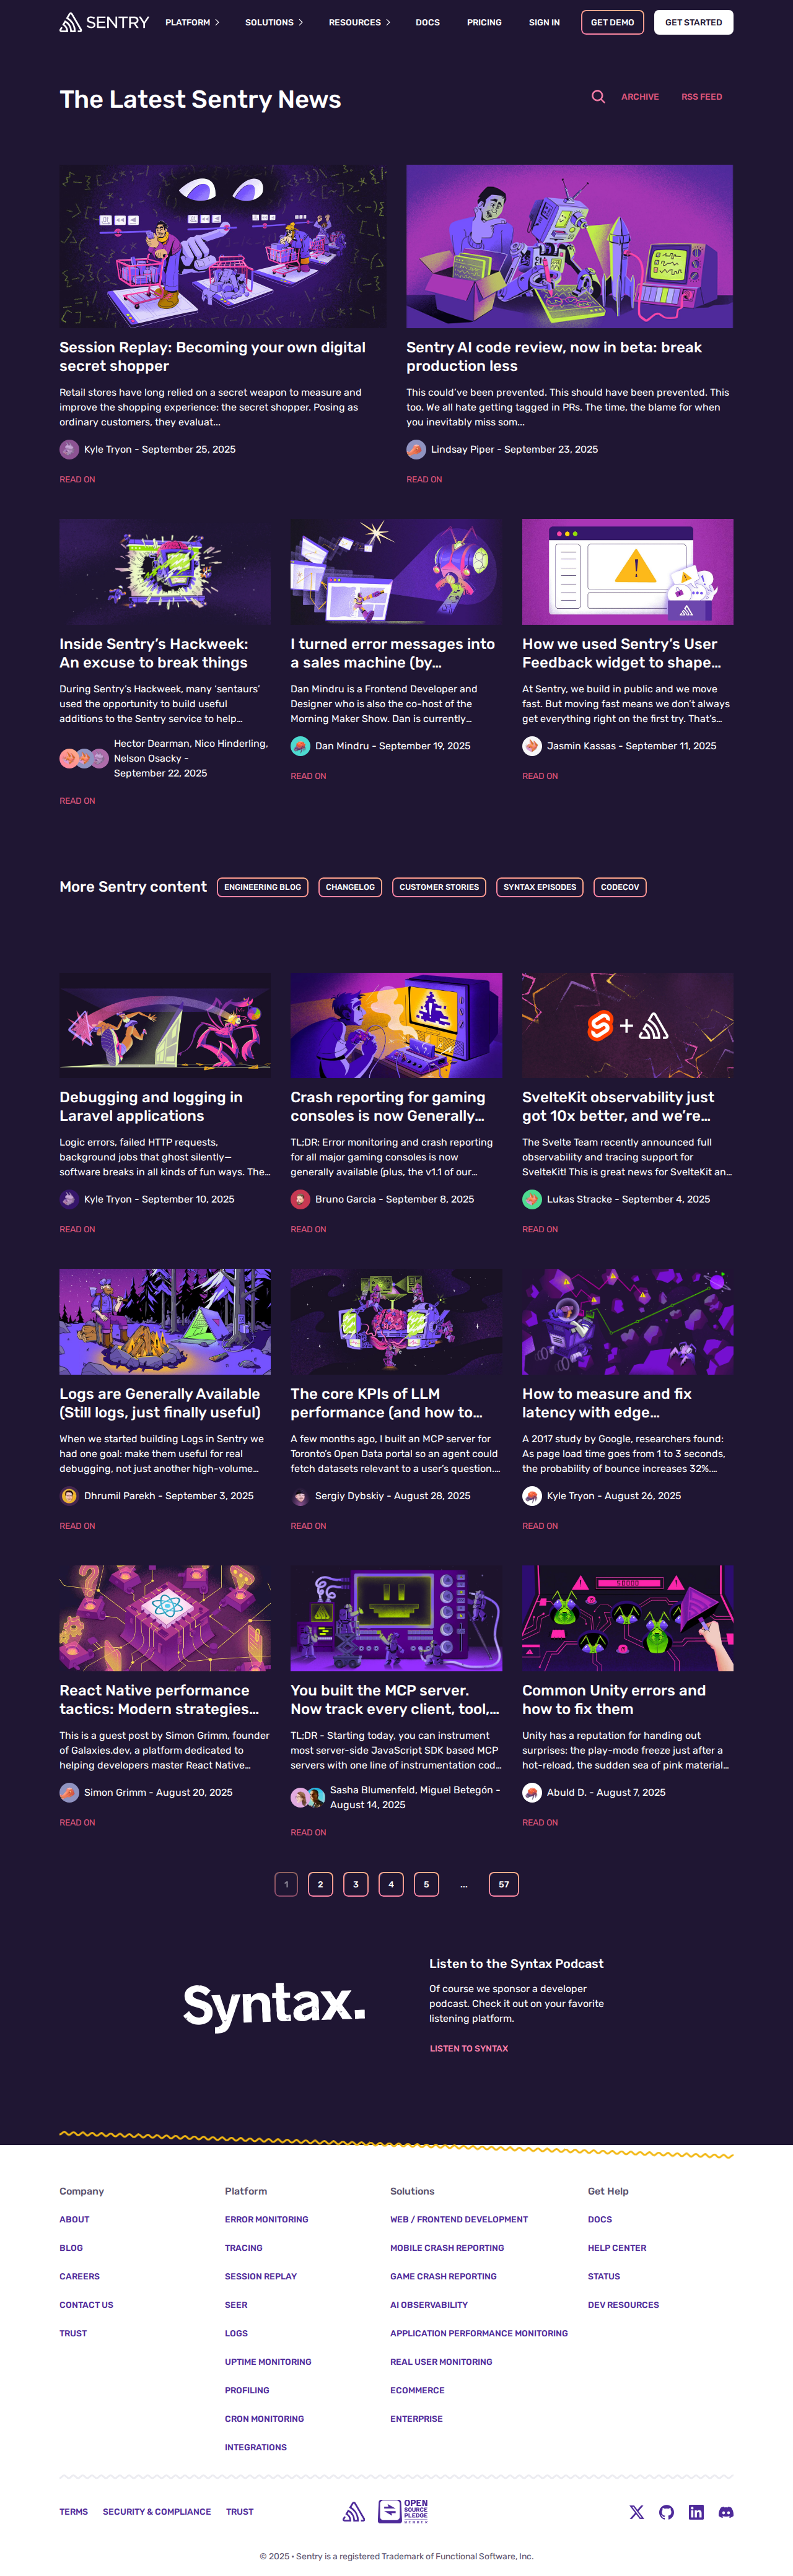 SENTRY
PLATFORM
SOLUTIONS
RESOURCES
DOCS
PRICING
SIGN IN
GET DEMO
GET STARTED
The Latest Sentry News
ARCHIVE
RSS FEED
Session Replay: Becoming your own digital
secret shopper
Retail stores have long relied on a secret weapon to measure and
improve the shopping experience: the secret shopper. Posing as
ordinary customers, they evaluat...
Kyle Tryon - September 25, 2025
READ ON
Sentry AI code review, now in beta: break
production less
This could've been prevented. This should have been prevented. This
too. We all hate getting tagged in PRs. The time, the blame for when
you inevitably miss som...
Lindsay Piper - September 23, 2025
READ ON
Inside Sentry's Hackweek:
An excuse to break things
During Sentry's Hackweek, many 'sentaurs'
used the opportunity to build useful
additions to the Sentry service to help...
Hector Dearman, Nico Hinderling,
Nelson Osacky -
September 22, 2025
READ ON
I turned error messages into
a sales machine (by...
Dan Mindru is a Frontend Developer and
Designer who is also the co-host of the
Morning Maker Show. Dan is currently...
Dan Mindru - September 19, 2025
READ ON
How we used Sentry's User
Feedback widget to shape...
At Sentry, we build in public and we move
fast. But moving fast means we don't always
get everything right on the first try. That's...
Jasmin Kassas - September 11, 2025
READ ON
More Sentry content
ENGINEERING BLOG
CHANGELOG
CUSTOMER STORIES
SYNTAX EPISODES
CODECOV
Debugging and logging in
Laravel applications
Logic errors, failed HTTP requests,
background jobs that ghost silently—
software breaks in all kinds of fun ways. The...
Kyle Tryon - September 10, 2025
READ ON
Crash reporting for gaming
consoles is now Generally...
TL;DR: Error monitoring and crash reporting
for all major gaming consoles is now
generally available (plus, the v1.1 of our...
Bruno Garcia - September 8, 2025
READ ON
SvelteKit observability just
got 10x better, and we're...
The Svelte Team recently announced full
observability and tracing support for
SvelteKit! This is great news for SvelteKit an...
Lukas Stracke - September 4, 2025
READ ON
Logs are Generally Available
(Still logs, just finally useful)
When we started building Logs in Sentry we
had one goal: make them useful for real
debugging, not just another high-volume...
Dhrumil Parekh - September 3, 2025
READ ON
The core KPIs of LLM
performance (and how to...
A few months ago, I built an MCP server for
Toronto's Open Data portal so an agent could
fetch datasets relevant to a user's question....
Sergiy Dybskiy - August 28, 2025
READ ON
How to measure and fix
latency with edge...
A 2017 study by Google, researchers found:
As page load time goes from 1 to 3 seconds,
the probability of bounce increases 32%....
Kyle Tryon - August 26, 2025
READ ON
React Native performance
tactics: Modern strategies...
This is a guest post by Simon Grimm, founder
of Galaxies.dev, a platform dedicated to
helping developers master React Native...
Simon Grimm - August 20, 2025
READ ON
You built the MCP server.
Now track every client, tool,...
TL;DR - Starting today, you can instrument
most server-side JavaScript SDK based MCP
servers with one line of instrumentation cod...
Sasha Blumenfeld, Miguel Betegón -
August 14, 2025
READ ON
Common Unity errors and
how to fix them
Unity has a reputation for handing out
surprises: the play-mode freeze just after a
hot-reload, the sudden sea of pink material...
Abuld D. - August 7, 2025
READ ON
1
2
3
4
5
...
57
Syntax.
Listen to the Syntax Podcast
Of course we sponsor a developer
podcast. Check it out on your favorite
listening platform.
LISTEN TO SYNTAX
Company
ABOUT
BLOG
CAREERS
CONTACT US
TRUST
Platform
ERROR MONITORING
TRACING
SESSION REPLAY
SEER
LOGS
UPTIME MONITORING
PROFILING
CRON MONITORING
INTEGRATIONS
Solutions
WEB / FRONTEND DEVELOPMENT
MOBILE CRASH REPORTING
GAME CRASH REPORTING
AI OBSERVABILITY
APPLICATION PERFORMANCE MONITORING
REAL USER MONITORING
ECOMMERCE
ENTERPRISE
Get Help
DOCS
HELP CENTER
STATUS
DEV RESOURCES
TERMS
SECURITY & COMPLIANCE
TRUST
OPEN
SOURCE
PLEDGE
MEMBER
© 2025 • Sentry is a registered Trademark of Functional Software, Inc.